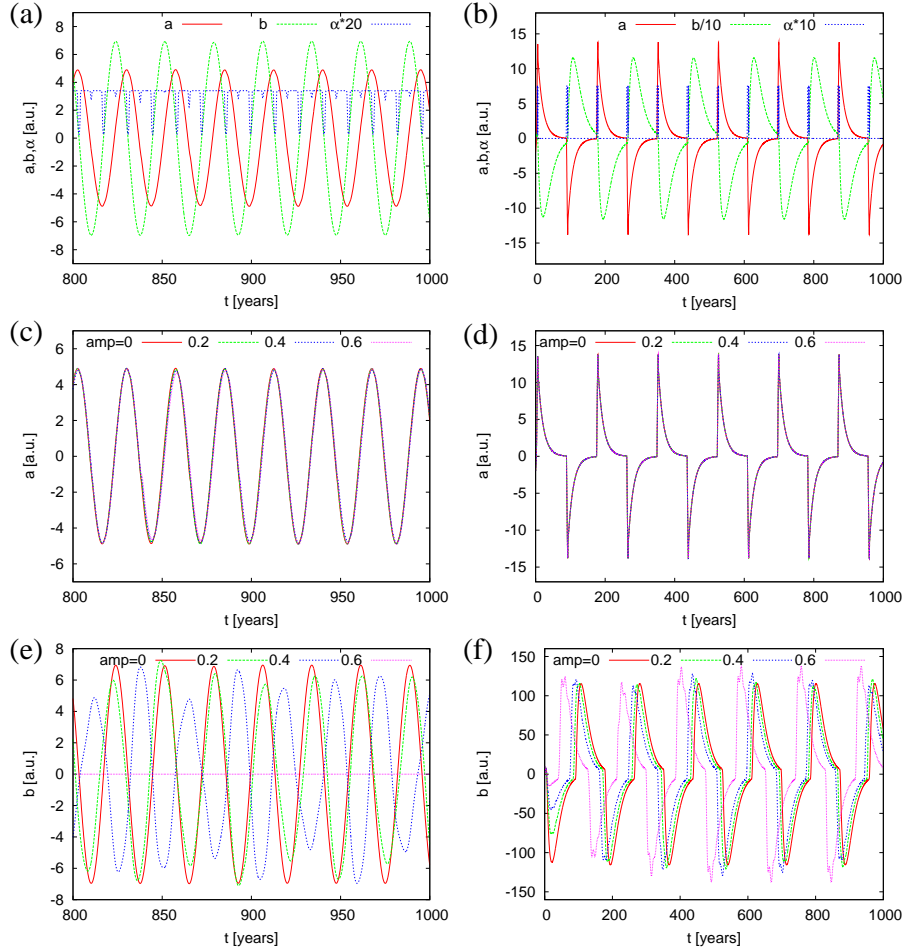 (a)
a b α*20
8
6
4
2
0
-2
-4
-6
-8
a,b,α [a.u.]
800 850 900 950 1000
t [years]
(b)
a b/10 α*10
15
10
5
0
-5
-10
-15
a,b,α [a.u.]
0 200 400 600 800 1000
t [years]
(c)
amp=0 0.2 0.4 0.6
6
4
2
0
-2
-4
-6
a [a.u.]
800 850 900 950 1000
t [years]
(d)
amp=0 0.2 0.4 0.6
15
10
5
0
-5
-10
-15
a [a.u.]
0 200 400 600 800 1000
t [years]
(e)
amp=0 0.2 0.4 0.6
8
6
4
2
0
-2
-4
-6
-8
b [a.u.]
800 850 900 950 1000
t [years]
(f)
amp=0 0.2 0.4 0.6
150
100
50
0
-50
-100
-150
b [a.u.]
0 200 400 600 800 1000
t [years]